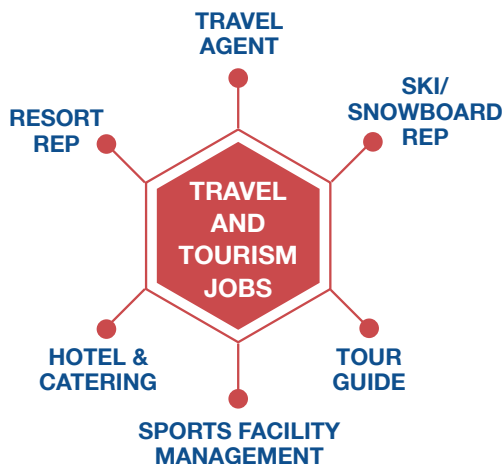 TRAVEL
AGENT
SKI/
SNOWBOARD
REP
RESORT
REP
TRAVEL
AND
TOURISM
JOBS
HOTEL &
CATERING
TOUR
GUIDE
SPORTS FACILITY
MANAGEMENT